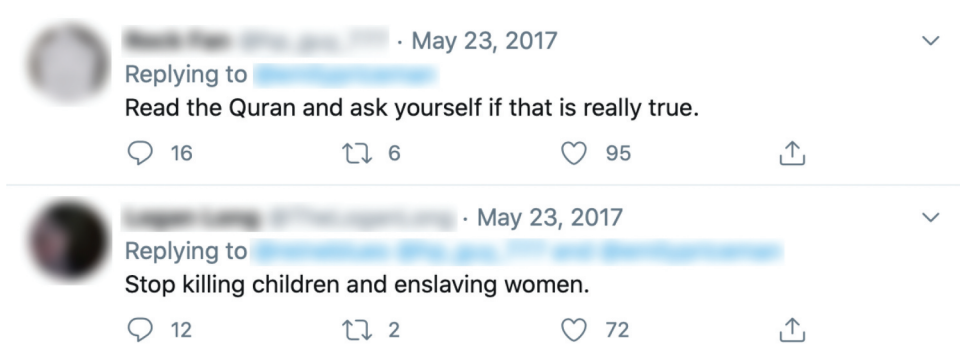 · May 23, 2017
Replying to
Read the Quran and ask yourself if that is really true.
16 6 95
· May 23, 2017
Replying to
Stop killing children and enslaving women.
12 2 72